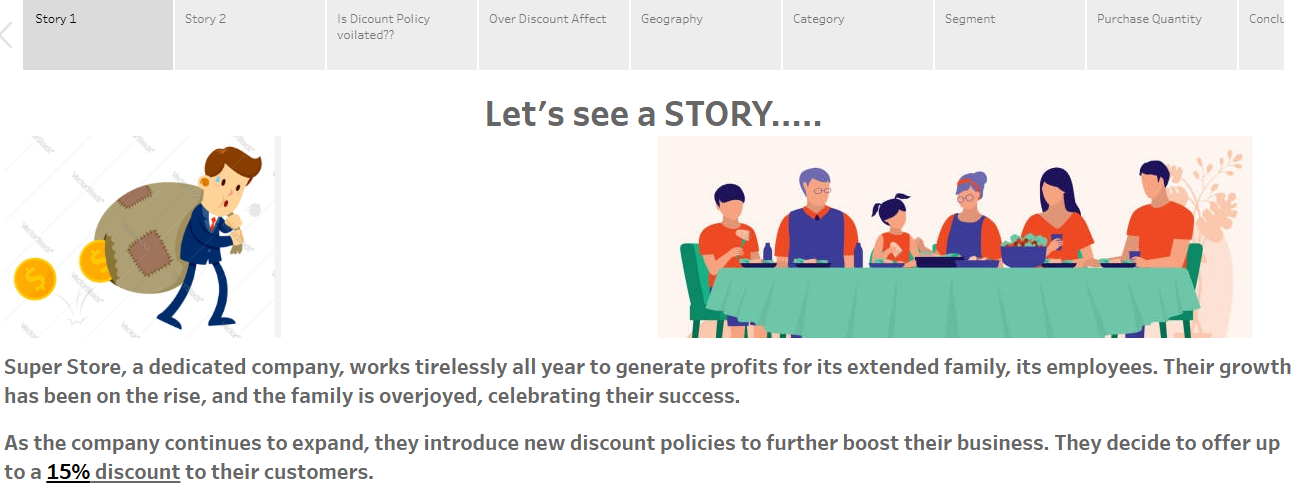 Story 1
Story 2
Is Dicount Policy
voilated??
Over Discount Affect
Geography
Category
Segment
Purchase Quantity
Let's see a STORY.....
Super Store, a dedicated company, works tirelessly all year to generate profits for its extended family, its employees. Their growth
has been on the rise, and the family is overjoyed, celebrating their success.
As the company continues to expand, they introduce new discount policies to further boost their business. They decide to offer up
to a 15% discount to their customers.